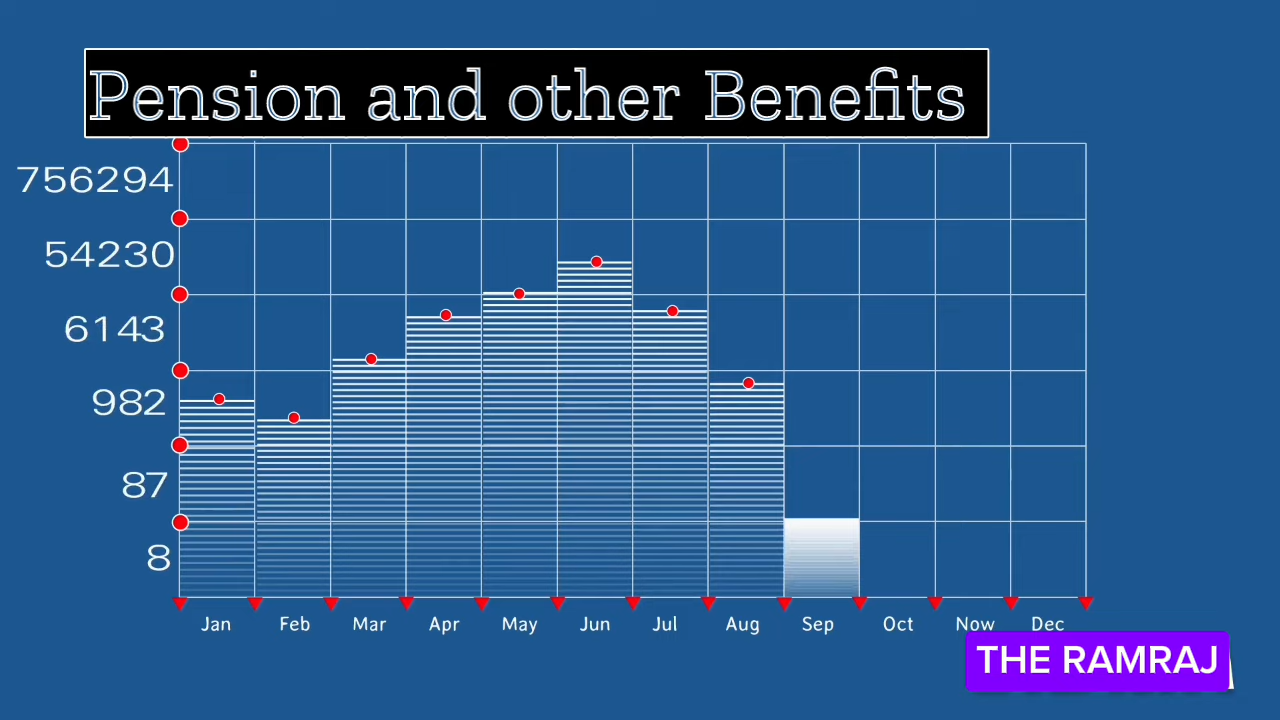 Pension and other Benefits
756294
54230
6143
982
87
8
Jan Feb Mar Apr May Jun Jul Aug Sep Oct Now Dec
THE RAMRAJ